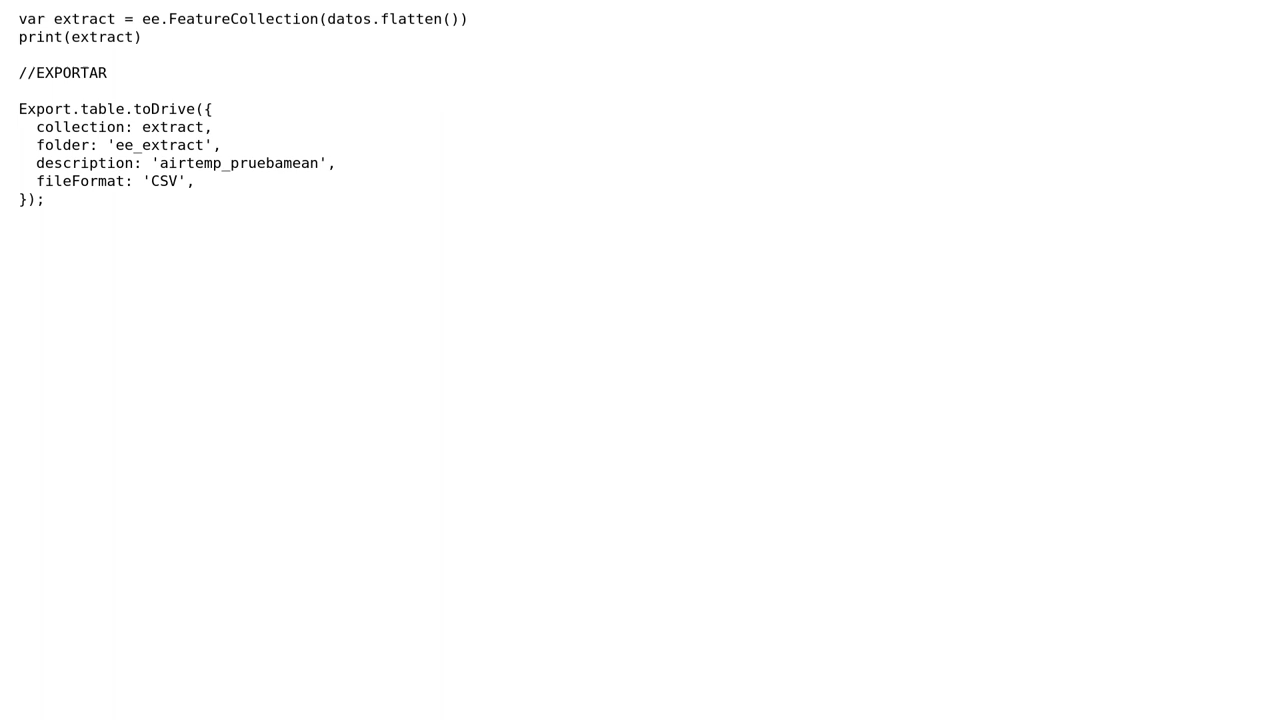 var extract = ee.FeatureCollection(datos.flatten())
print(extract)
//EXPORTAR
Export.table.toDrive({
  collection: extract,
  folder: 'ee_extract',
  description: 'airtemp_pruebamean',
  fileFormat: 'CSV',
});